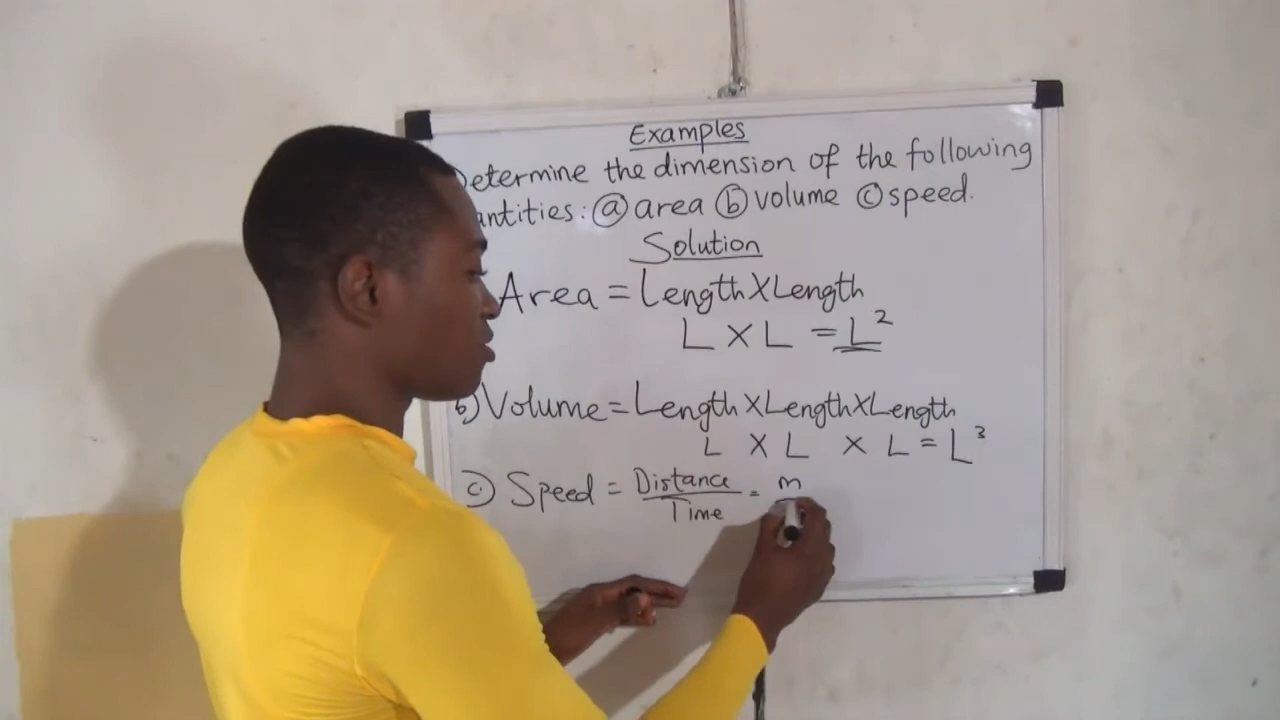 Examples
Determine the dimension of the following
antities: ⓐ area ⓑ volume ⓒ speed.
Solution
Area = Length X Length
L X L = L²
b) Volume = Length X Length X Length
L X L X L = L³
c) Speed = Distance/Time = m